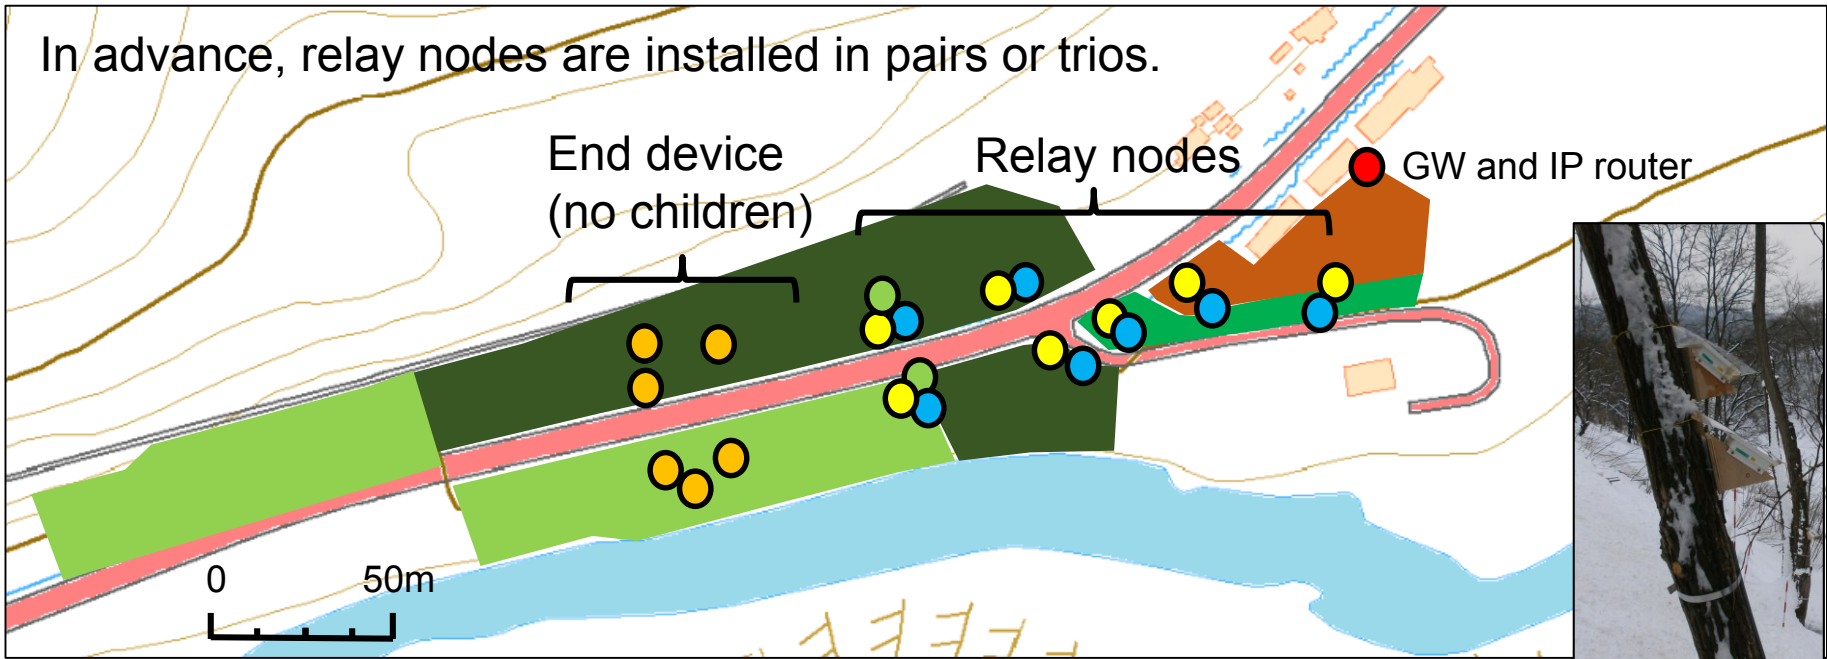 In advance, relay nodes are installed in pairs or trios.
End device
(no children)
Relay nodes
GW and IP router
0 50m